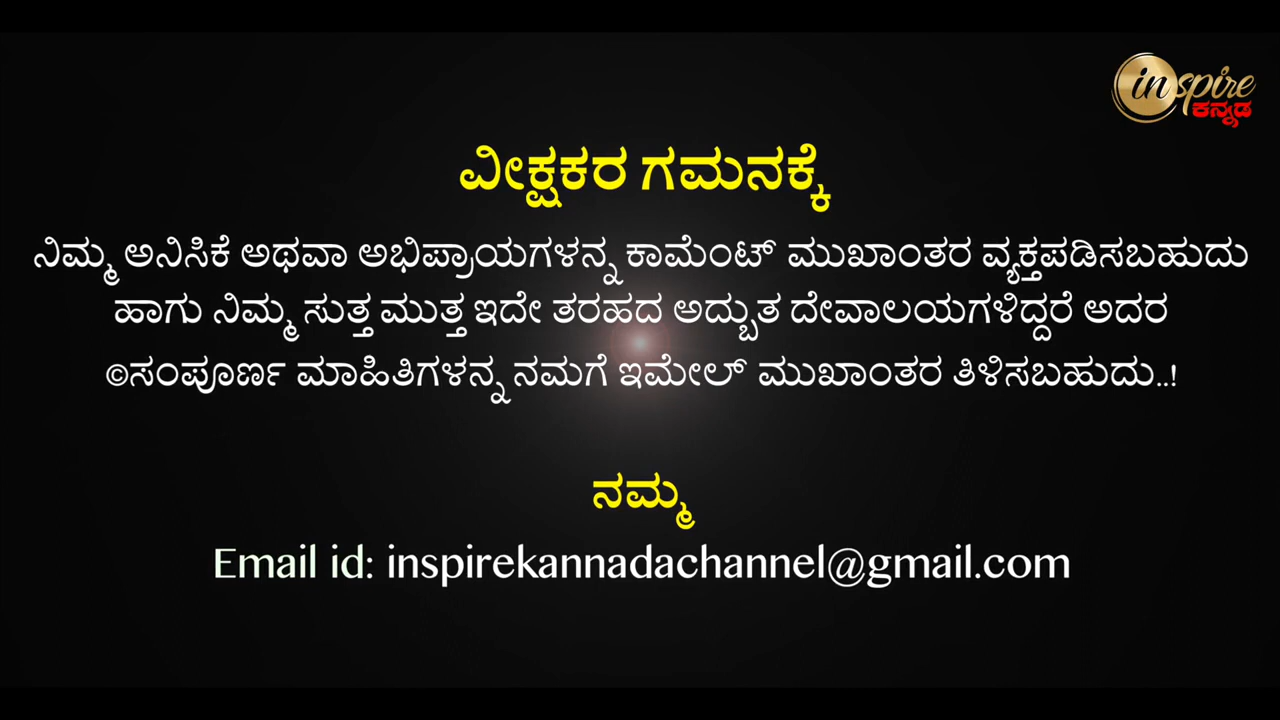 inspire
ಕನ್ನಡ
ವೀಕ್ಷಕರ ಗಮನಕ್ಕೆ
ನಿಮ್ಮ ಅನಿಸಿಕೆ ಅಥವಾ ಅಭಿಪ್ರಾಯಗಳನ್ನ ಕಾಮೆಂಟ್ ಮುಖಾಂತರ ವ್ಯಕ್ತಪಡಿಸಬಹುದು
ಹಾಗು ನಿಮ್ಮ ಸುತ್ತ ಮುತ್ತ ಇದೇ ತರಹದ ಅದ್ಬುತ ದೇವಾಲಯಗಳಿದ್ದರೆ ಅದರ
©ಸಂಪೂರ್ಣ ಮಾಹಿತಿಗಳನ್ನ ನಮಗೆ ಇಮೇಲ್ ಮುಖಾಂತರ ತಿಳಿಸಬಹುದು..!
ನಮ್ಮ
Email id: inspirekannadachannel@gmail.com